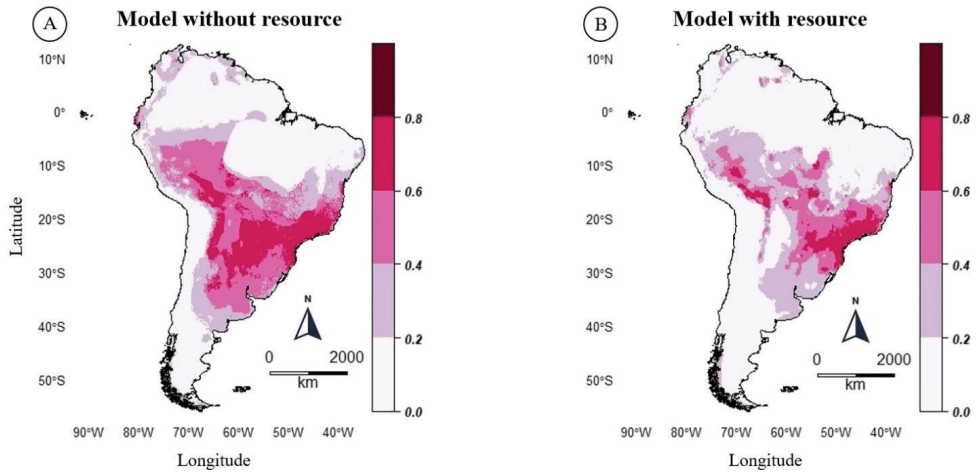 A Model without resource
10°N
0°
10°S
20°S
30°S
40°S
50°S
Latitude
90°W 80°W 70°W 60°W 50°W 40°W
Longitude
N
0 2000
km
0.8
0.6
0.4
0.2
0.0
B Model with resource
10°N
0°
10°S
20°S
30°S
40°S
50°S
90°W 80°W 70°W 60°W 50°W 40°W
Longitude
N
0 2000
km
0.8
0.6
0.4
0.2
0.0